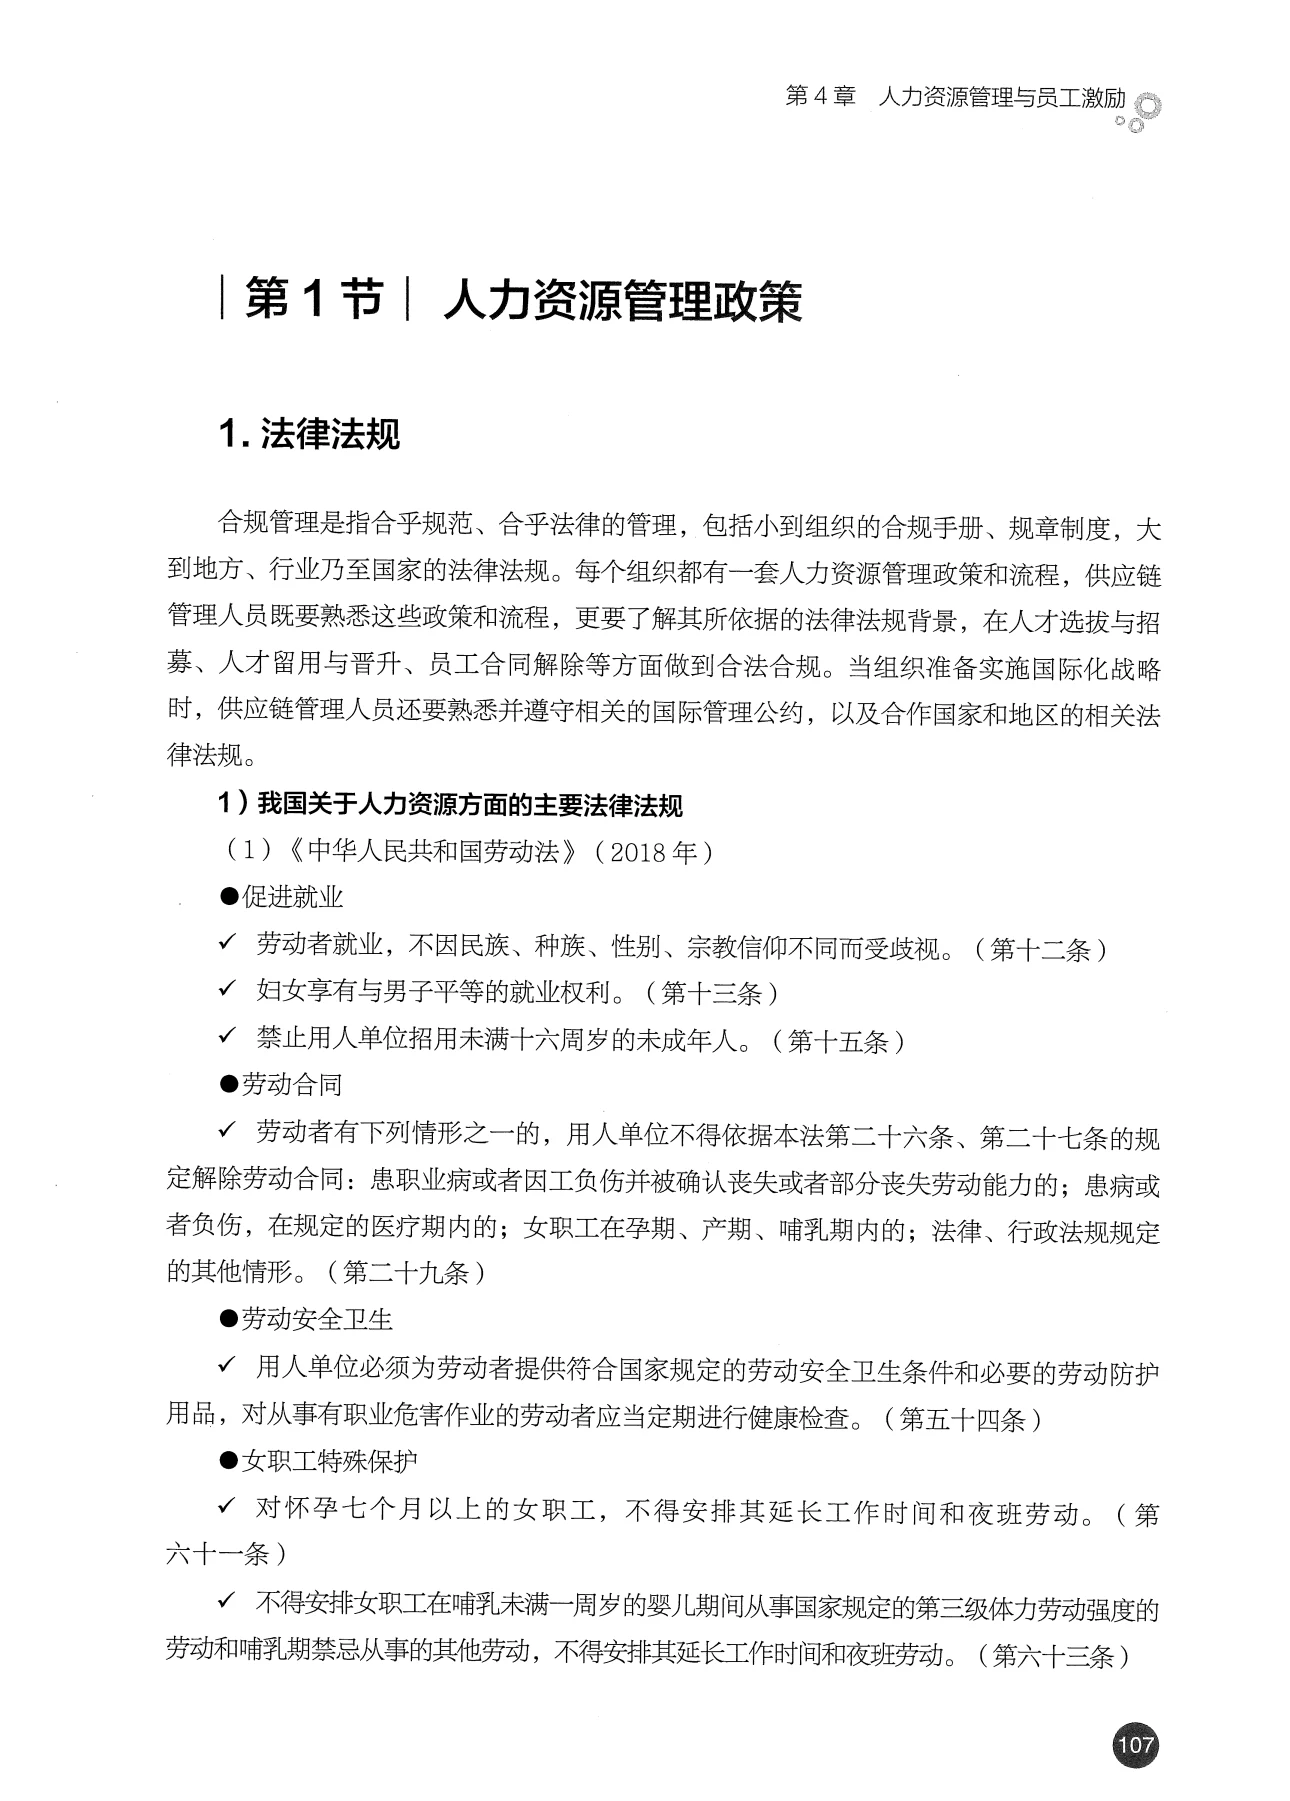 第 4 章　人力资源管理与员工激励
第 1 节　人力资源管理政策
1. 法律法规
合规管理是指合乎规范、合乎法律的管理，包括小到组织的合规手册、规章制度，大
到地方、行业乃至国家的法律法规。每个组织都有一套人力资源管理政策和流程，供应链
管理人员既要熟悉这些政策和流程，更要了解其所依据的法律法规背景，在人才选拔与招
募、人才留用与晋升、员工合同解除等方面做到合法合规。当组织准备实施国际化战略
时，供应链管理人员还要熟悉并遵守相关的国际管理公约，以及合作国家和地区的相关法
律法规。
1）我国关于人力资源方面的主要法律法规
（1）《中华人民共和国劳动法》（2018 年）
●促进就业
✓ 劳动者就业，不因民族、种族、性别、宗教信仰不同而受歧视。（第十二条）
✓ 妇女享有与男子平等的就业权利。（第十三条）
✓ 禁止用人单位招用未满十六周岁的未成年人。（第十五条）
●劳动合同
✓ 劳动者有下列情形之一的，用人单位不得依据本法第二十六条、第二十七条的规
定解除劳动合同：患职业病或者因工负伤并被确认丧失或者部分丧失劳动能力的；患病或
者负伤，在规定的医疗期内的；女职工在孕期、产期、哺乳期内的；法律、行政法规规定
的其他情形。（第二十九条）
●劳动安全卫生
✓ 用人单位必须为劳动者提供符合国家规定的劳动安全卫生条件和必要的劳动防护
用品，对从事有职业危害作业的劳动者应当定期进行健康检查。（第五十四条）
●女职工特殊保护
✓ 对怀孕七个月以上的女职工，不得安排其延长工作时间和夜班劳动。（第
六十一条）
✓ 不得安排女职工在哺乳未满一周岁的婴儿期间从事国家规定的第三级体力劳动强度的
劳动和哺乳期禁忌从事的其他劳动，不得安排其延长工作时间和夜班劳动。（第六十三条）
107